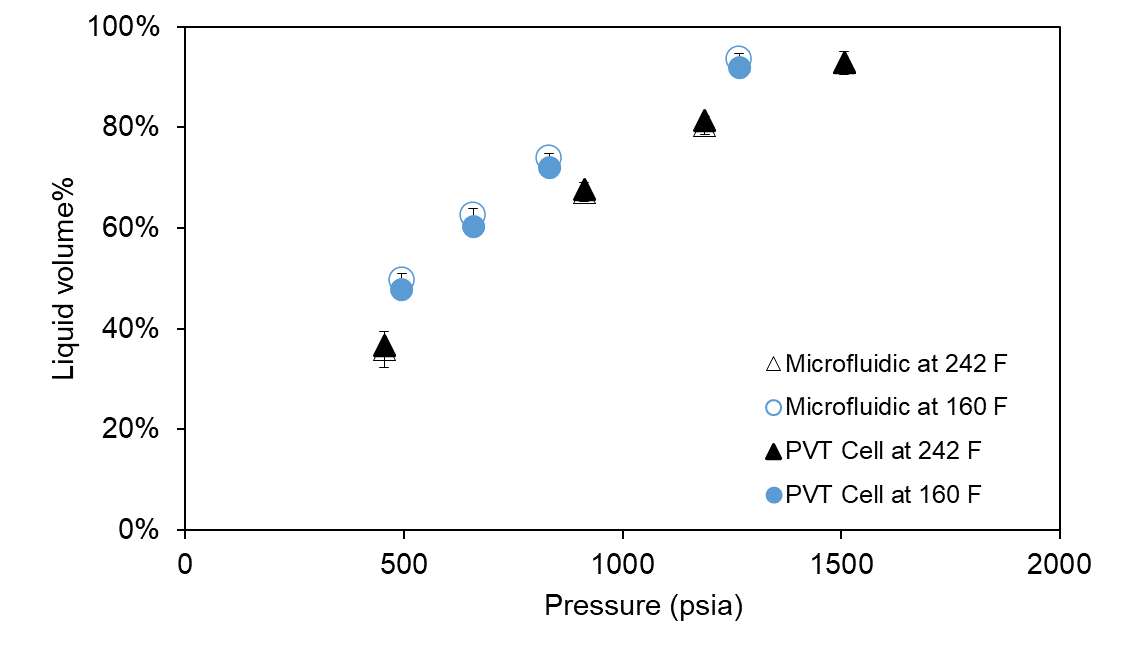 100%
80%
60%
40%
20%
0%
Liquid volume%
0
500
1000
1500
2000
Pressure (psia)
Microfluidic at 242 F
Microfluidic at 160 F
PVT Cell at 242 F
PVT Cell at 160 F